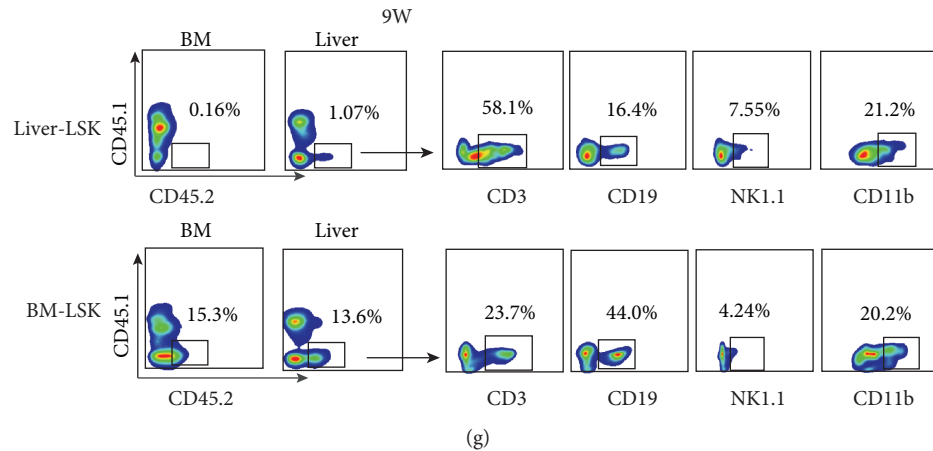 9W
BM Liver
Liver-LSK
CD45.1
0.16% 1.07% 58.1% 16.4% 7.55% 21.2%
CD45.2 CD3 CD19 NK1.1 CD11b
BM Liver
BM-LSK
CD45.1
15.3% 13.6% 23.7% 44.0% 4.24% 20.2%
CD45.2 CD3 CD19 NK1.1 CD11b
(g)